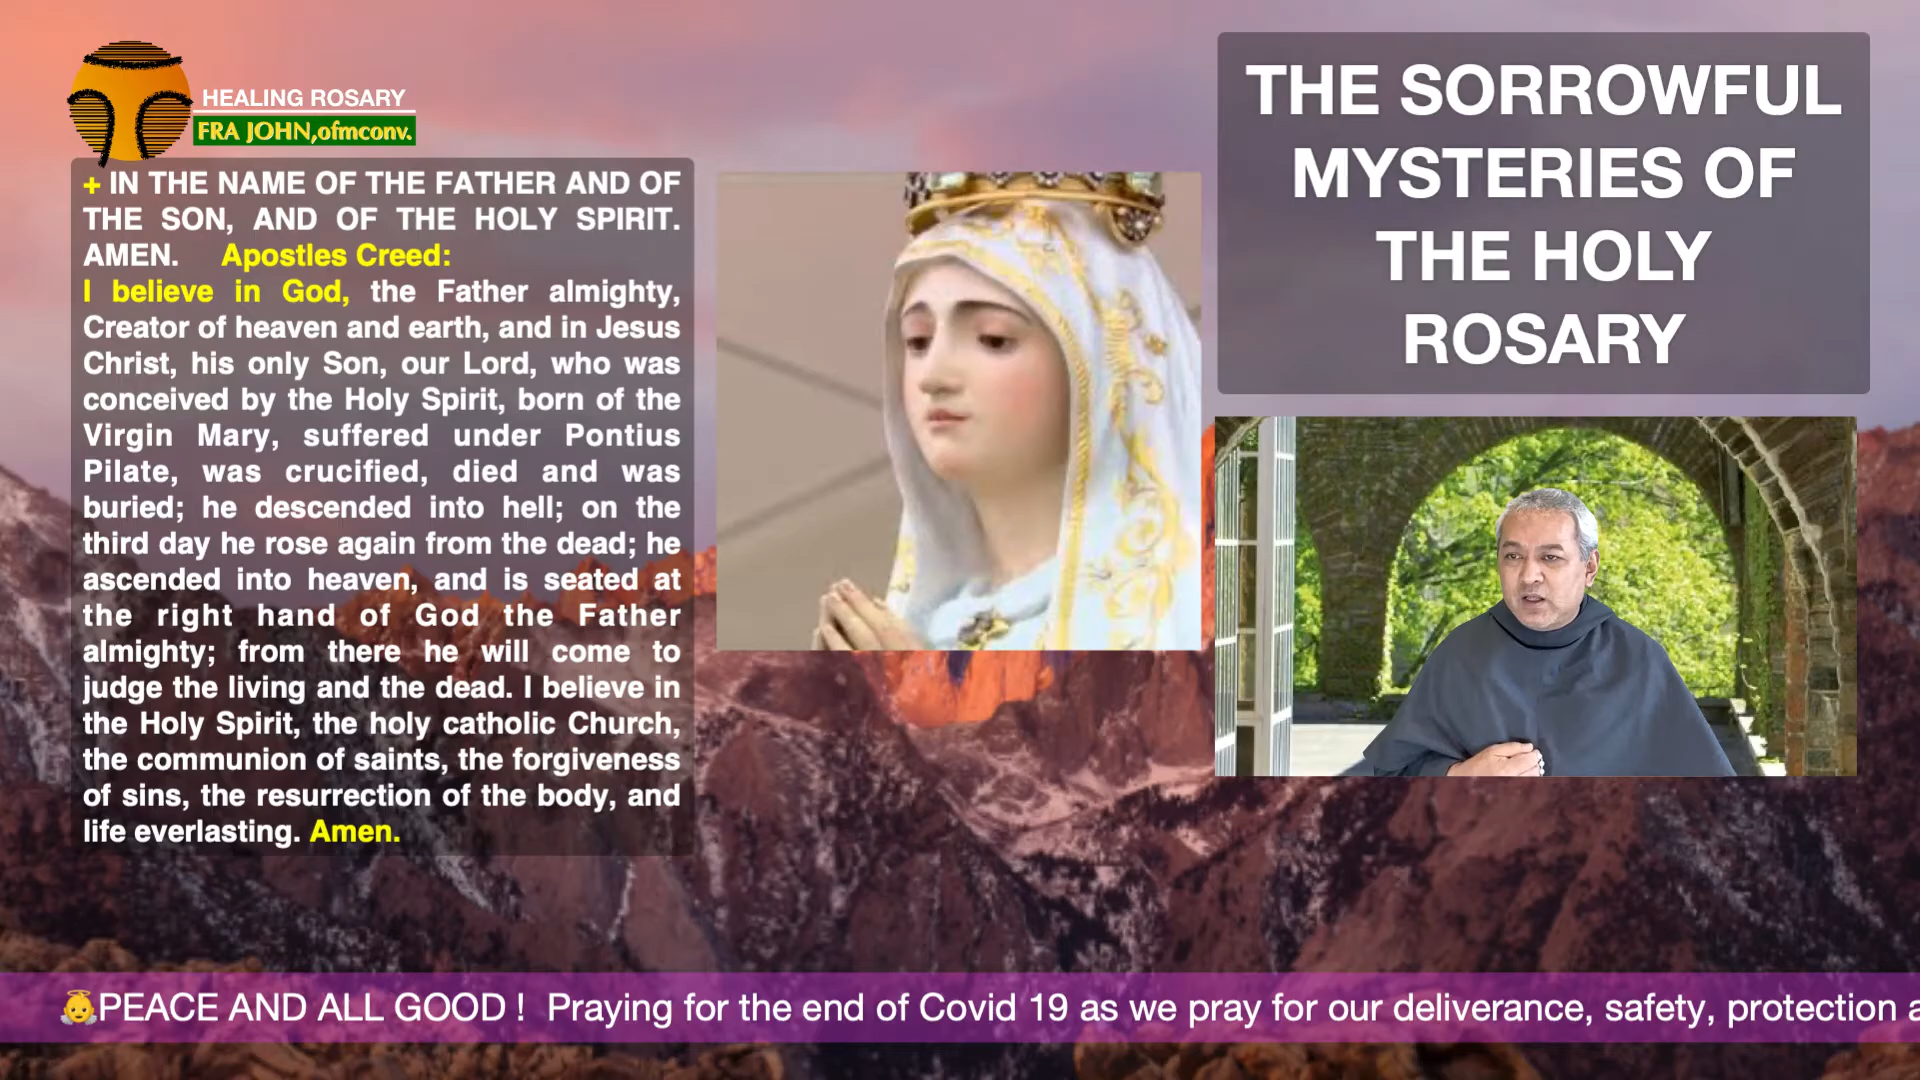 HEALING ROSARY
FRA JOHN,ofmconv.
+ IN THE NAME OF THE FATHER AND OF
THE SON, AND OF THE HOLY SPIRIT.
AMEN. Apostles Creed:
I believe in God, the Father almighty,
Creator of heaven and earth, and in Jesus
Christ, his only Son, our Lord, who was
conceived by the Holy Spirit, born of the
Virgin Mary, suffered under Pontius
Pilate, was crucified, died and was
buried; he descended into hell; on the
third day he rose again from the dead; he
ascended into heaven, and is seated at
the right hand of God the Father
almighty; from there he will come to
judge the living and the dead. I believe in
the Holy Spirit, the holy catholic Church,
the communion of saints, the forgiveness
of sins, the resurrection of the body, and
life everlasting. Amen.
THE SORROWFUL
MYSTERIES OF
THE HOLY
ROSARY
PEACE AND ALL GOOD ! Praying for the end of Covid 19 as we pray for our deliverance, safety, protection a